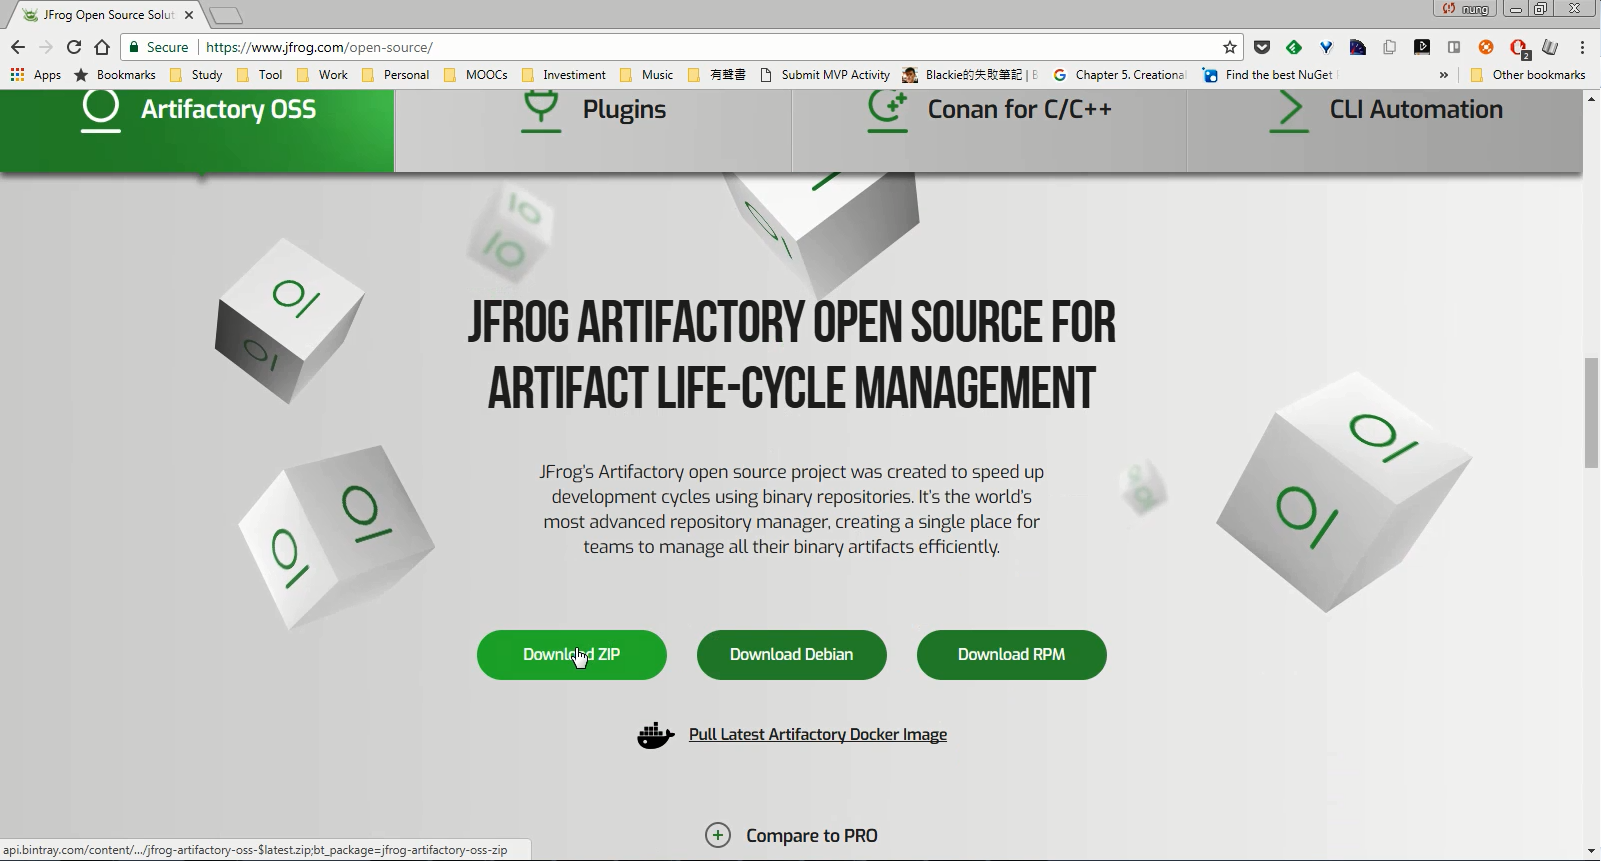 JFrog Open Source Solut
nung
Secure
https://www.jfrog.com/open-source/
2
Apps
Bookmarks
Study
Tool
Work
Personal
MOOCs
Investiment
Music
有聲書
Submit MVP Activity
Blackie的失敗筆記 | B
Chapter 5. Creational
Find the best NuGet
»
Other bookmarks
Artifactory OSS
Plugins
Conan for C/C++
CLI Automation
JFROG ARTIFACTORY OPEN SOURCE FOR
ARTIFACT LIFE-CYCLE MANAGEMENT
JFrog's Artifactory open source project was created to speed up
development cycles using binary repositories. It's the world's
most advanced repository manager, creating a single place for
teams to manage all their binary artifacts efficiently.
Download ZIP
Download Debian
Download RPM
Pull Latest Artifactory Docker Image
Compare to PRO
api.bintray.com/content/.../jfrog-artifactory-oss-$latest.zip;bt_package=jfrog-artifactory-oss-zip